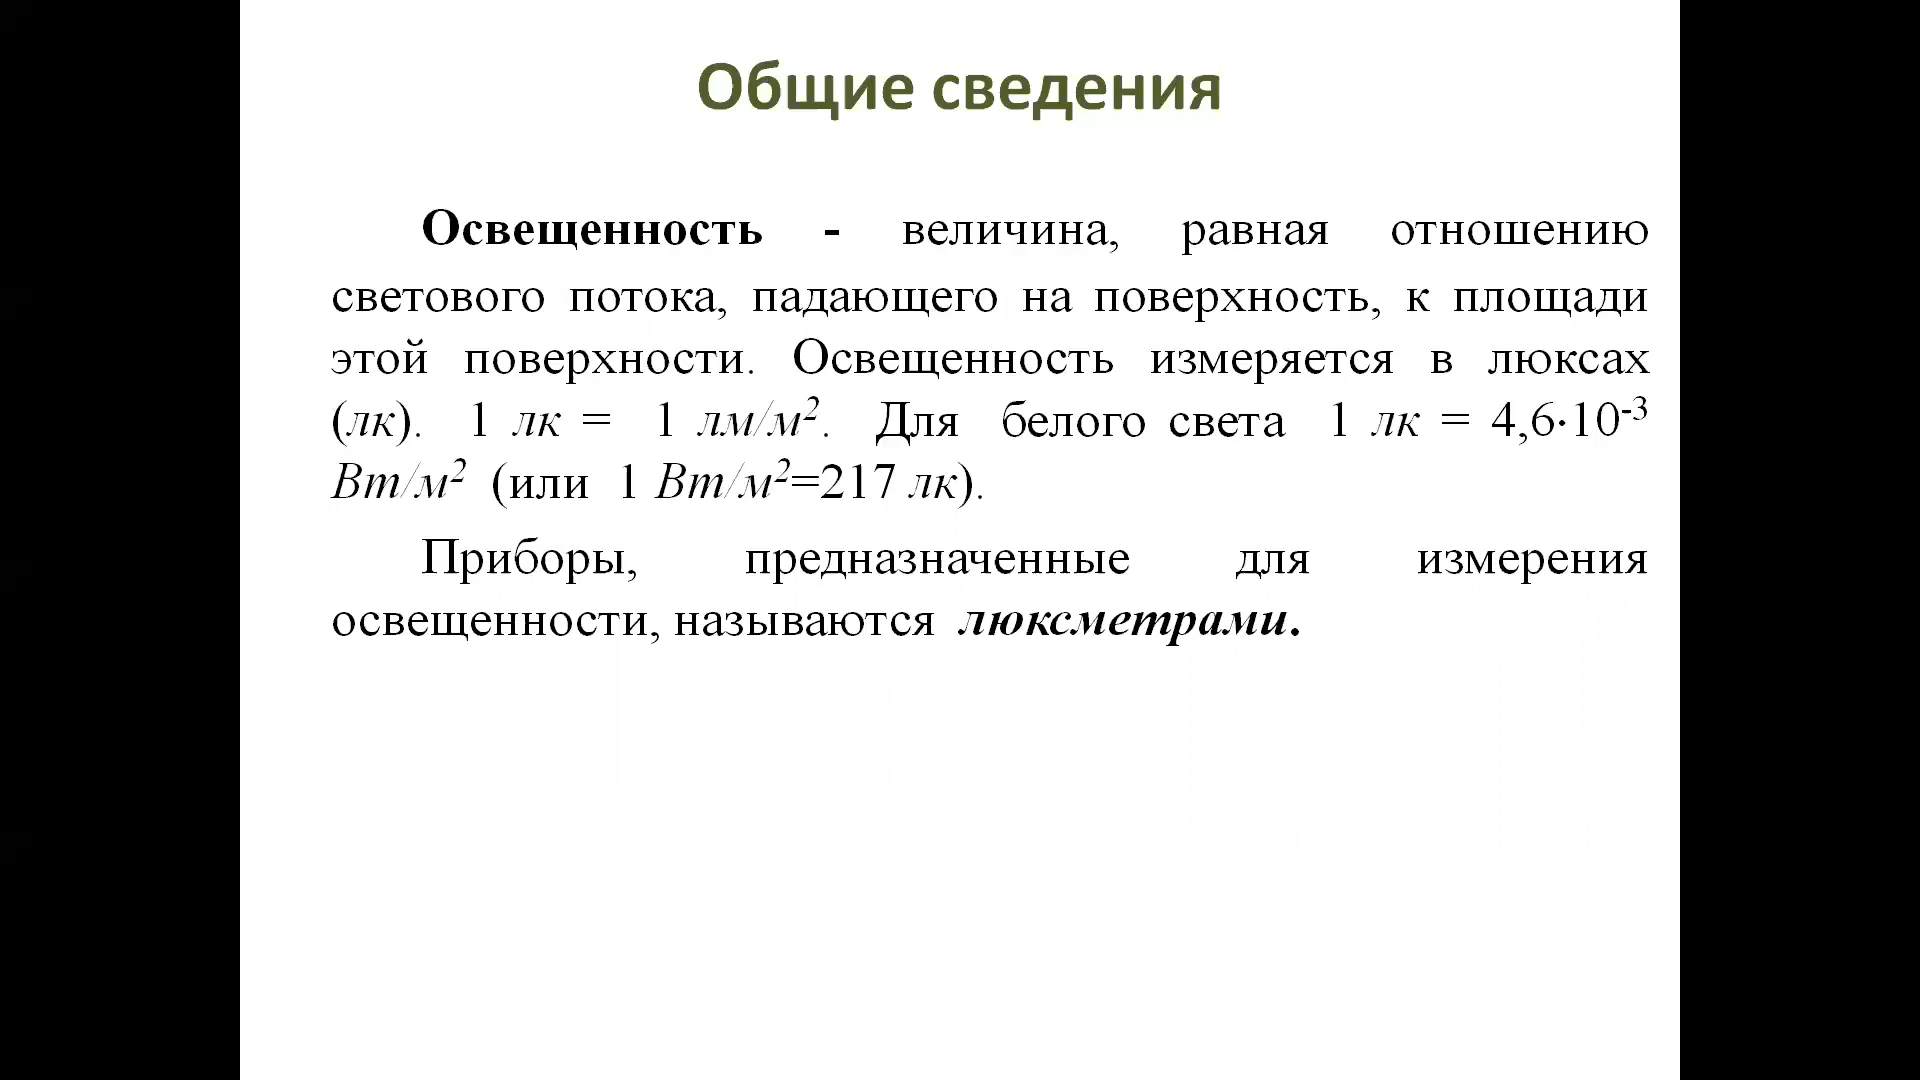 Общие сведения
Освещенность - величина, равная отношению
светового потока, падающего на поверхность, к площади
этой поверхности. Освещенность измеряется в люксах
(лк). 1 лк = 1 лм/м². Для белого света 1 лк = 4,6·10⁻³
Вт/м² (или 1 Вт/м²=217 лк).
Приборы, предназначенные для измерения
освещенности, называются люксметрами.